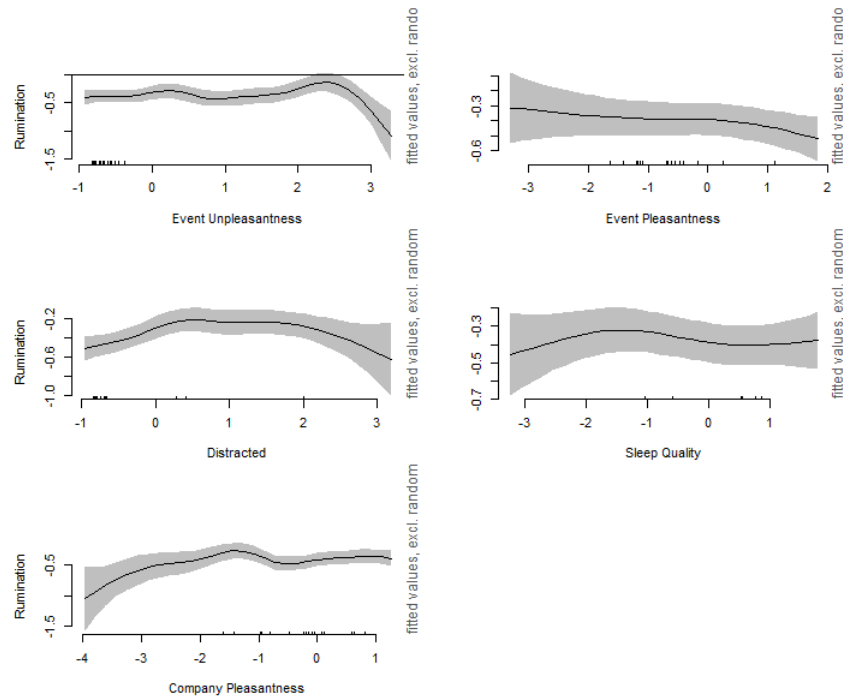 Rumination
-0.5
-1.5
-1 0 1 2 3
Event Unpleasantness
fitted values, excl. rando
-0.3
-0.6
-3 -2 -1 0 1 2
Event Pleasantness
fitted values, excl. rando
Rumination
-0.2
-0.6
-1.0
-1 0 1 2 3
Distracted
fitted values, excl. random
-0.3
-0.5
-0.7
-3 -2 -1 0 1
Sleep Quality
fitted values, excl. random
Rumination
-0.5
-1.5
-4 -3 -2 -1 0 1
Company Pleasantness
fitted values, excl. random